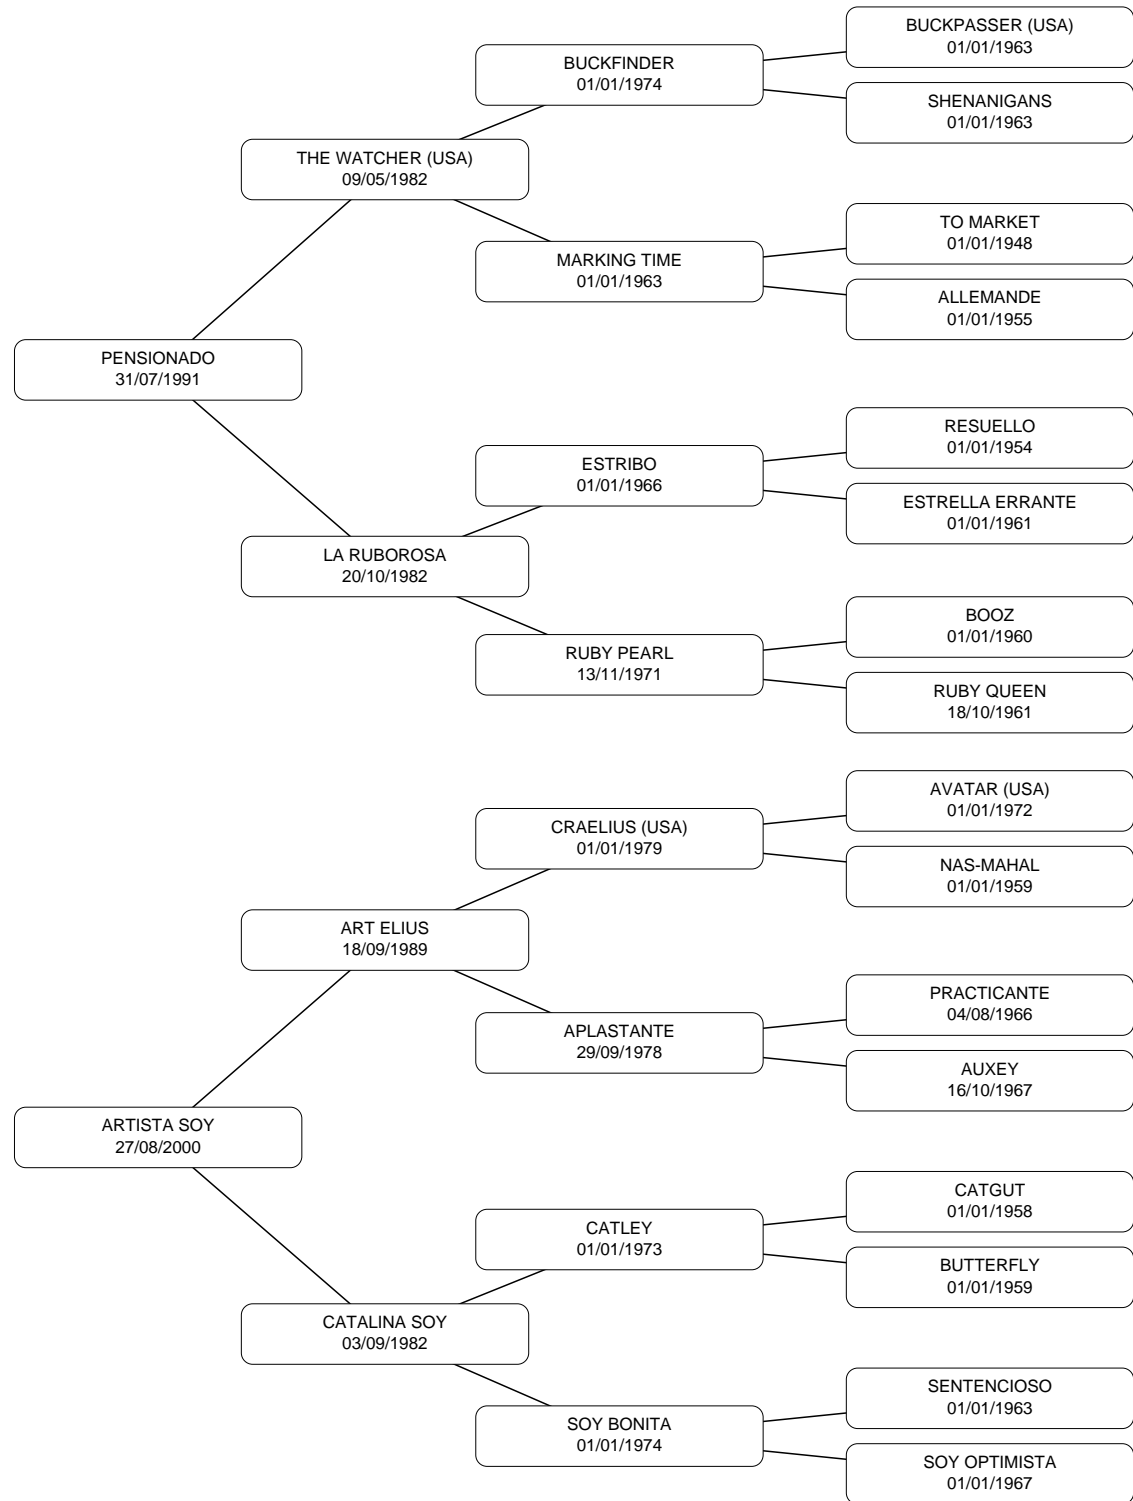 BUCKPASSER (USA)
01/01/1963
BUCKFINDER
01/01/1974
SHENANIGANS
01/01/1963
THE WATCHER (USA)
09/05/1982
TO MARKET
01/01/1948
MARKING TIME
01/01/1963
ALLEMANDE
01/01/1955
PENSIONADO
31/07/1991
RESUELLO
01/01/1954
ESTRIBO
01/01/1966
ESTRELLA ERRANTE
01/01/1961
LA RUBOROSA
20/10/1982
BOOZ
01/01/1960
RUBY PEARL
13/11/1971
RUBY QUEEN
18/10/1961
AVATAR (USA)
01/01/1972
CRAELIUS (USA)
01/01/1979
NAS-MAHAL
01/01/1959
ART ELIUS
18/09/1989
PRACTICANTE
04/08/1966
APLASTANTE
29/09/1978
AUXEY
16/10/1967
ARTISTA SOY
27/08/2000
CATGUT
01/01/1958
CATLEY
01/01/1973
BUTTERFLY
01/01/1959
CATALINA SOY
03/09/1982
SENTENCIOSO
01/01/1963
SOY BONITA
01/01/1974
SOY OPTIMISTA
01/01/1967